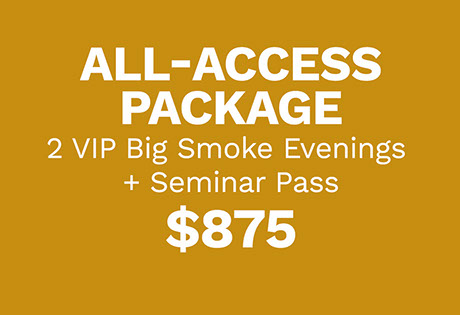 ALL-ACCESS
PACKAGE
2 VIP Big Smoke Evenings
+ Seminar Pass
$875